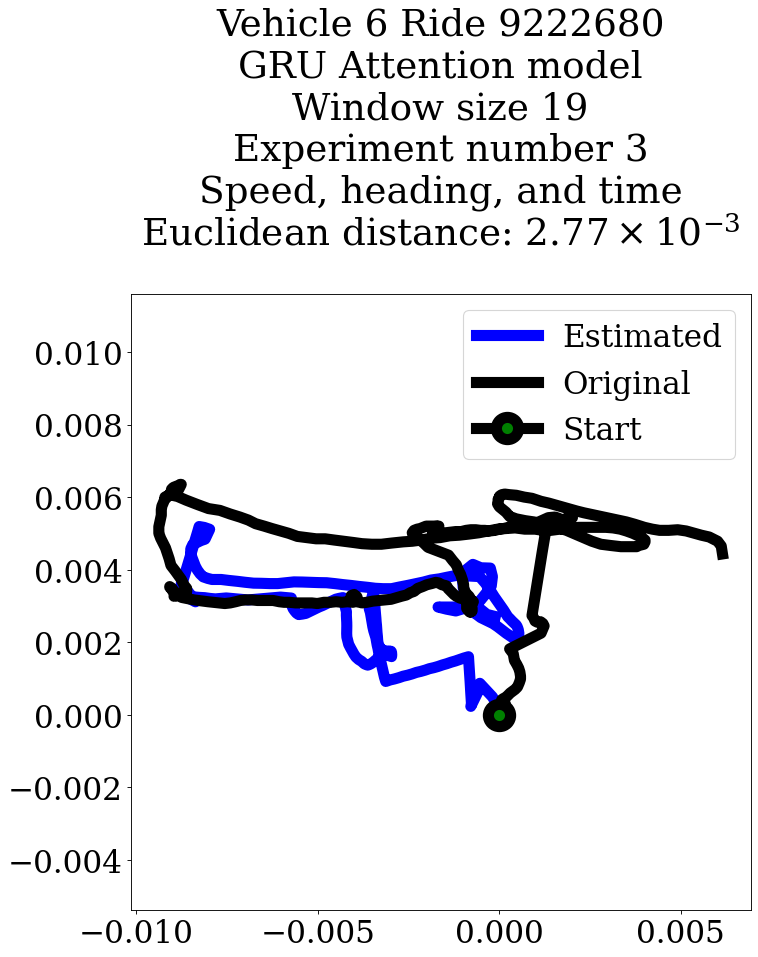 Vehicle 6 Ride 9222680
GRU Attention model
Window size 19
Experiment number 3
Speed, heading, and time
Euclidean distance: 2.77 × 10⁻³
Estimated
Original
Start
0.010
0.008
0.006
0.004
0.002
0.000
−0.002
−0.004
−0.010 −0.005 0.000 0.005